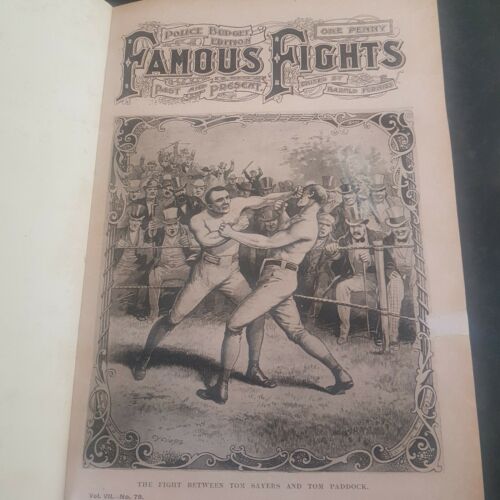 POLICE BUDGET EDITION
ONE PENNY
FAMOUS FIGHTS
PAST AND PRESENT.
EDITED BY HAROLD FURNISS
THE FIGHT BETWEEN TOM SAYERS AND TOM PADDOCK.
Vol. VII.—No. 78.